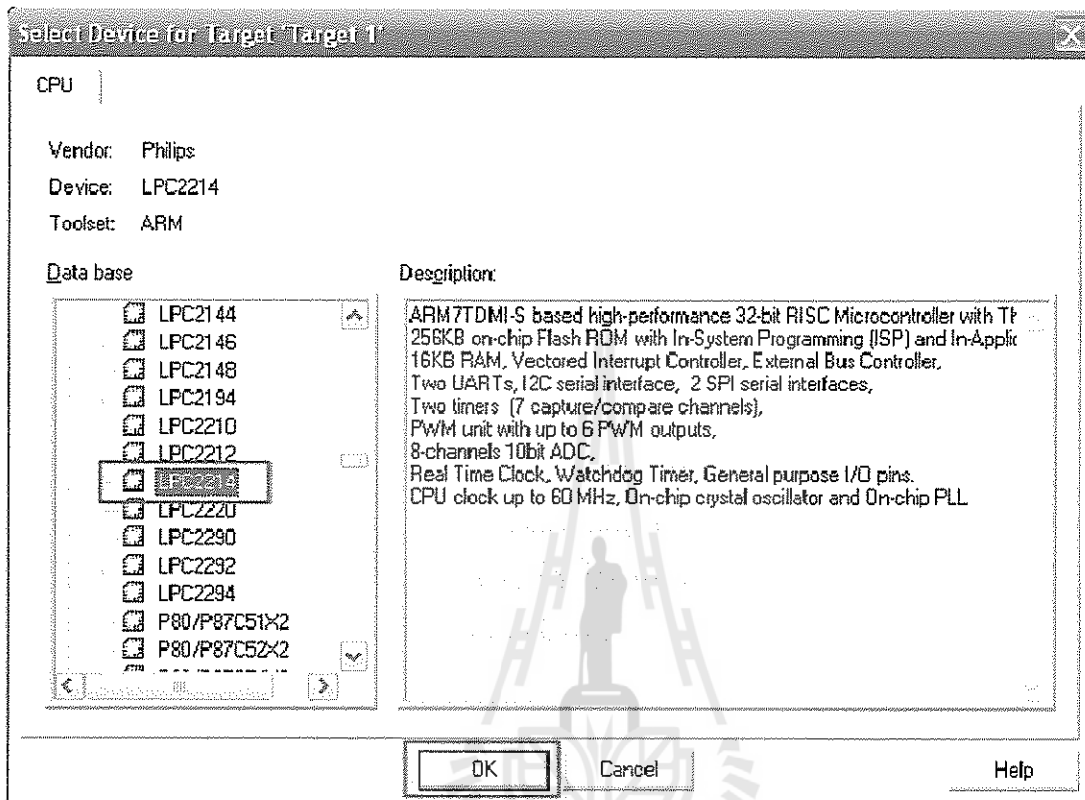 Select Device for Target 'Target 1'
CPU
Vendor: Philips
Device: LPC2214
Toolset: ARM
Data base
Description:
LPC2144
LPC2146
LPC2148
LPC2194
LPC2210
LPC2212
LPC2214
LPC2220
LPC2290
LPC2292
LPC2294
P80/P87C51X2
P80/P87C52X2
ARM7TDMI-S based high-performance 32-bit RISC Microcontroller with Th
256KB on-chip Flash ROM with In-System Programming (ISP) and In-Applic
16KB RAM, Vectored Interrupt Controller, External Bus Controller,
Two UARTs, I2C serial interface, 2 SPI serial interfaces,
Two timers (7 capture/compare channels),
PWM unit with up to 6 PWM outputs,
8-channels 10bit ADC,
Real Time Clock, Watchdog Timer, General purpose I/O pins.
CPU clock up to 60 MHz, On-chip crystal oscillator and On-chip PLL
OK
Cancel
Help